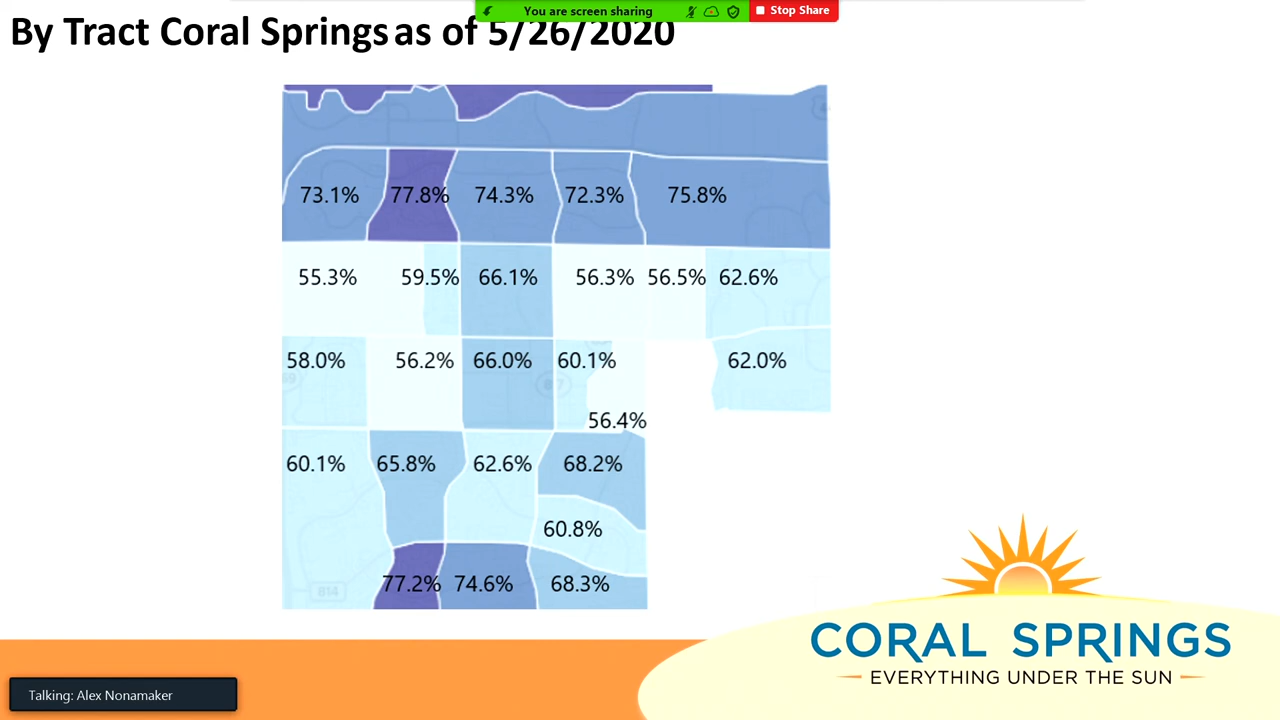 You are screen sharing
Stop Share
By Tract Coral Springs as of 5/26/2020
73.1% 77.8% 74.3% 72.3% 75.8%
55.3% 59.5% 66.1% 56.3% 56.5% 62.6%
58.0% 56.2% 66.0% 60.1% 62.0%
56.4%
60.1% 65.8% 62.6% 68.2%
60.8%
77.2% 74.6% 68.3%
814
CORAL SPRINGS
EVERYTHING UNDER THE SUN
Talking: Alex Nonamaker